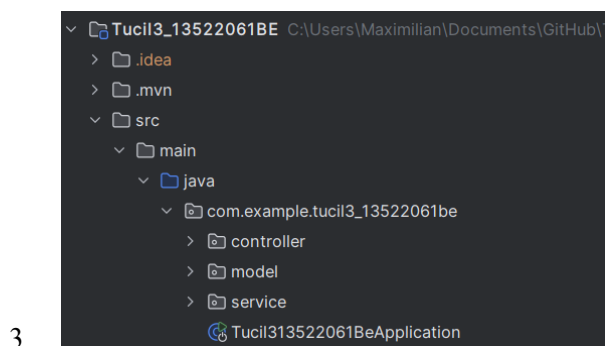 Tucil3_13522061BE C:\Users\Maximilian\Documents\GitHub\
.idea
.mvn
src
main
java
com.example.tucil3_13522061be
controller
model
service
Tucil313522061BeApplication
3